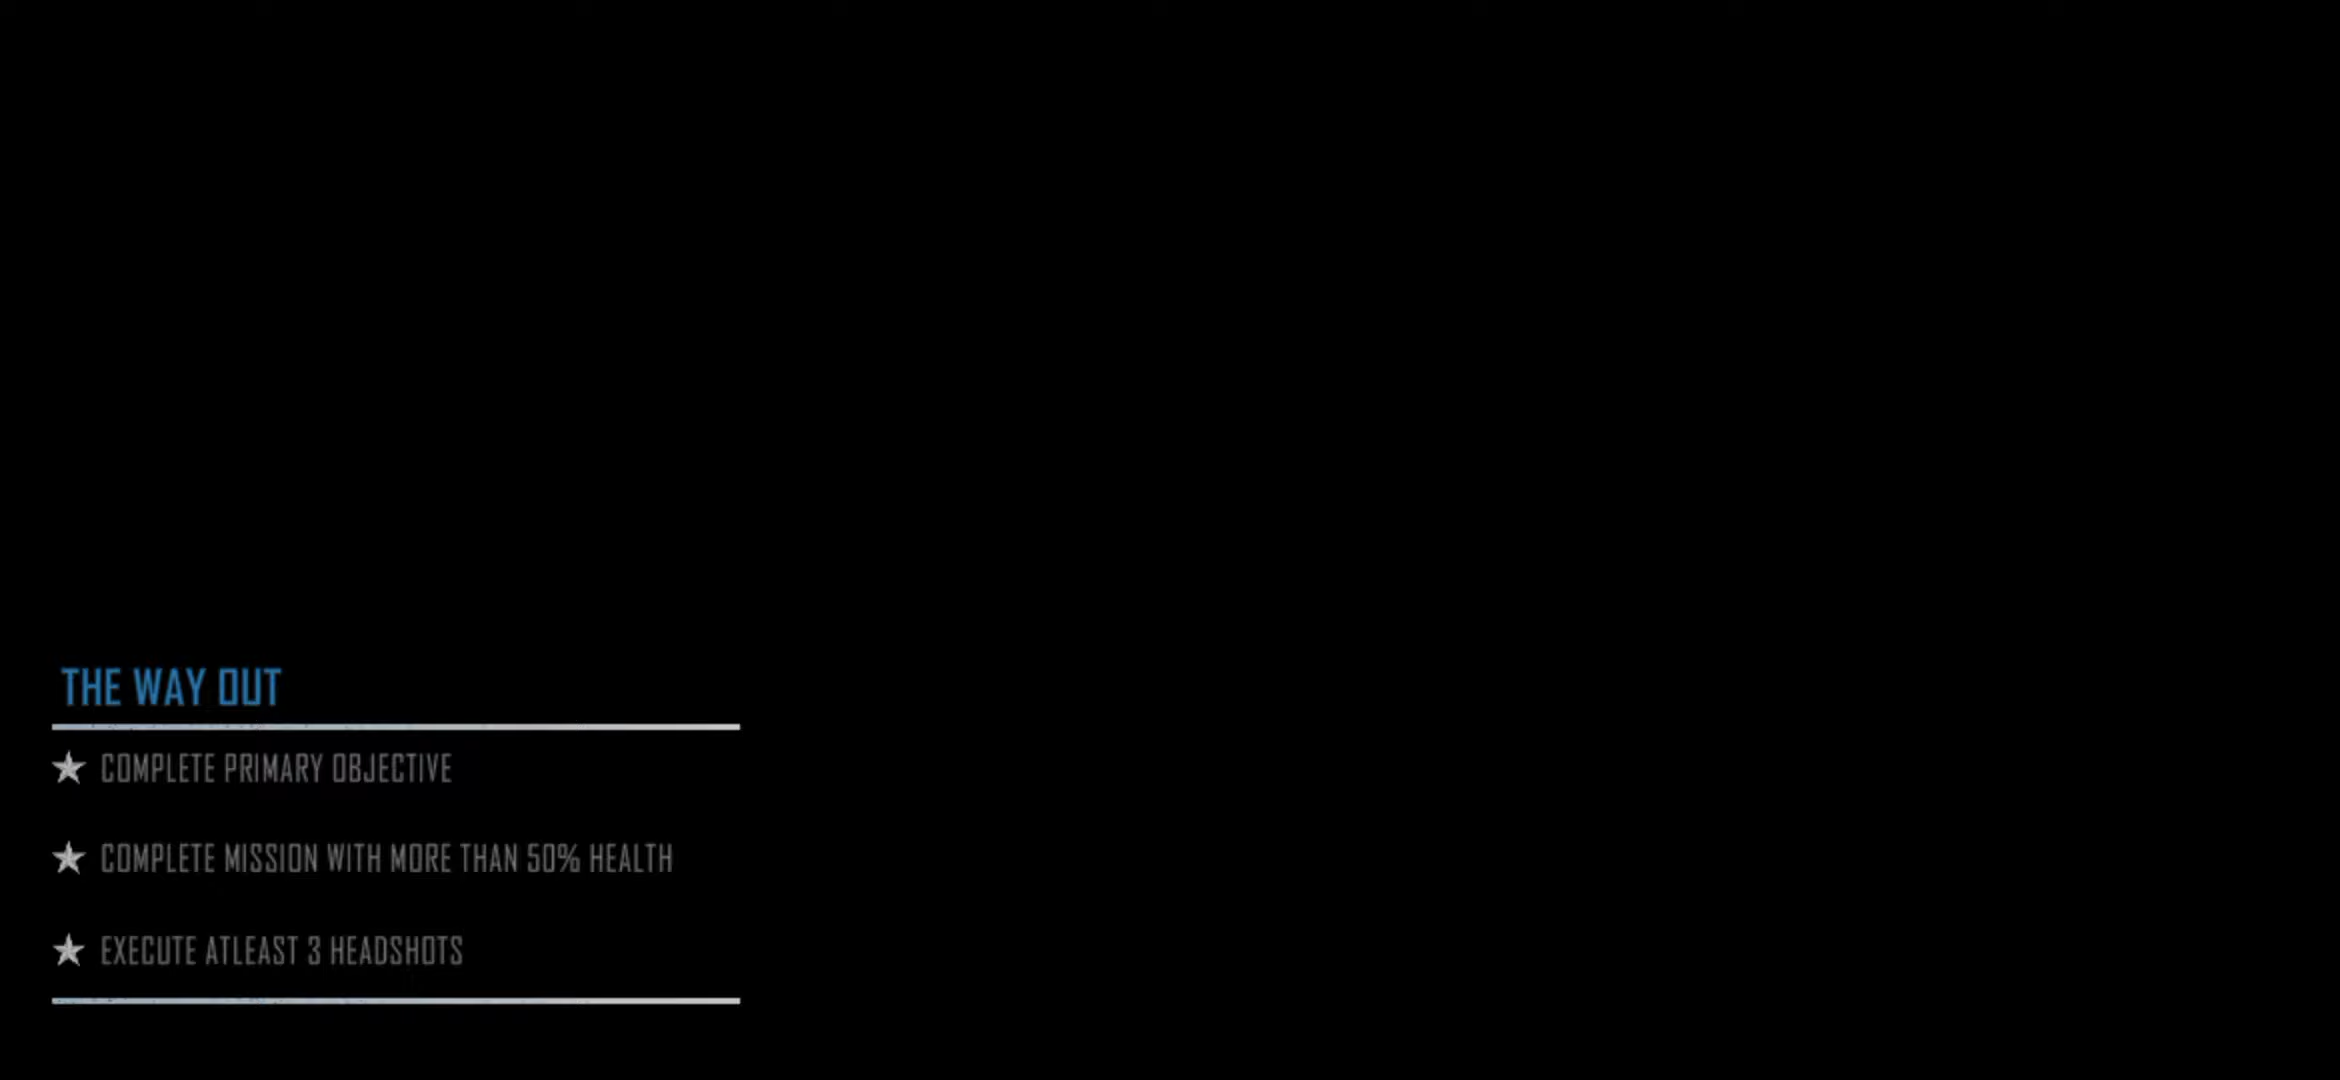 THE WAY OUT
COMPLETE PRIMARY OBJECTIVE
COMPLETE MISSION WITH MORE THAN 50% HEALTH
EXECUTE ATLEAST 3 HEADSHOTS